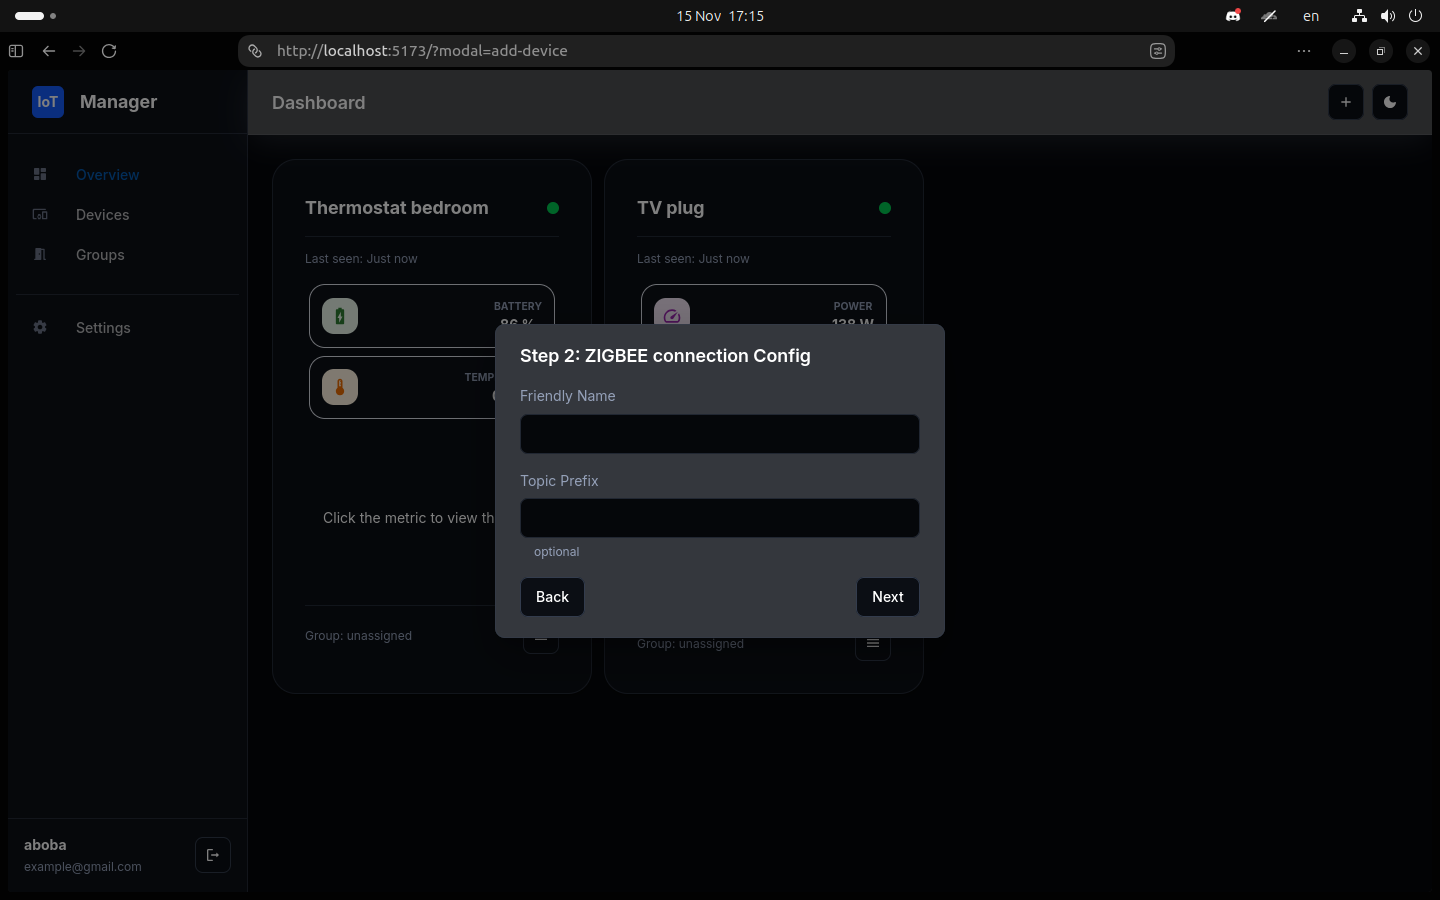 15 Nov 17:15
en
http://localhost:5173/?modal=add-device
IoT Manager
Dashboard
Overview
Devices
Groups
Settings
Thermostat bedroom
Last seen: Just now
BATTERY
86 %
TEMP
Click the metric to view th
Group: unassigned
TV plug
Last seen: Just now
POWER
138 W
Group: unassigned
Step 2: ZIGBEE connection Config
Friendly Name
Topic Prefix
optional
Back
Next
aboba
example@gmail.com